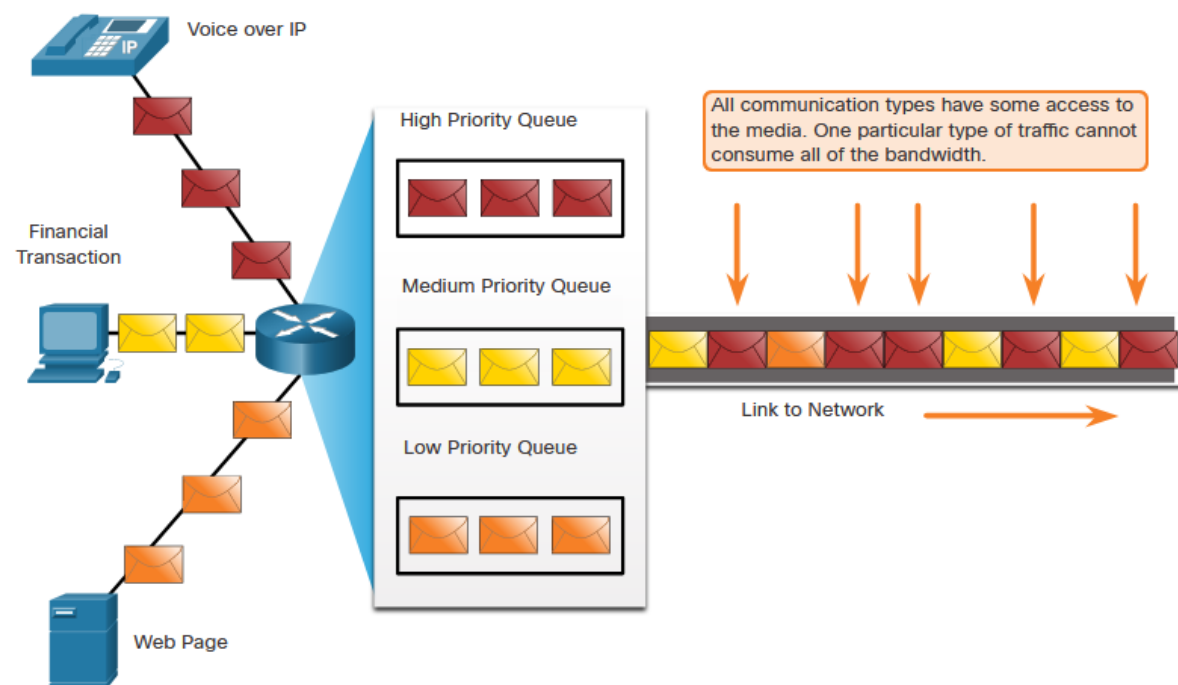 Voice over IP
IP
Financial
Transaction
Web Page
High Priority Queue
Medium Priority Queue
Low Priority Queue
All communication types have some access to
the media. One particular type of traffic cannot
consume all of the bandwidth.
Link to Network